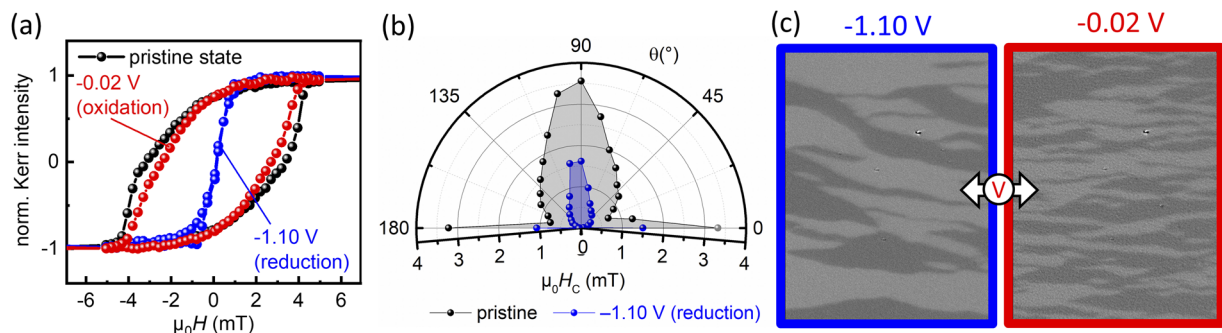 (a)
pristine state
-0.02 V
(oxidation)
-1.10 V
(reduction)
norm. Kerr intensity
1
0
-1
-6 -4 -2 0 2 4 6
μ₀H (mT)
(b)
90
θ(°)
135
45
180
0
4 3 2 1 0 1 2 3 4
μ₀H_C (mT)
pristine
–1.10 V (reduction)
(c)
-1.10 V
-0.02 V
V